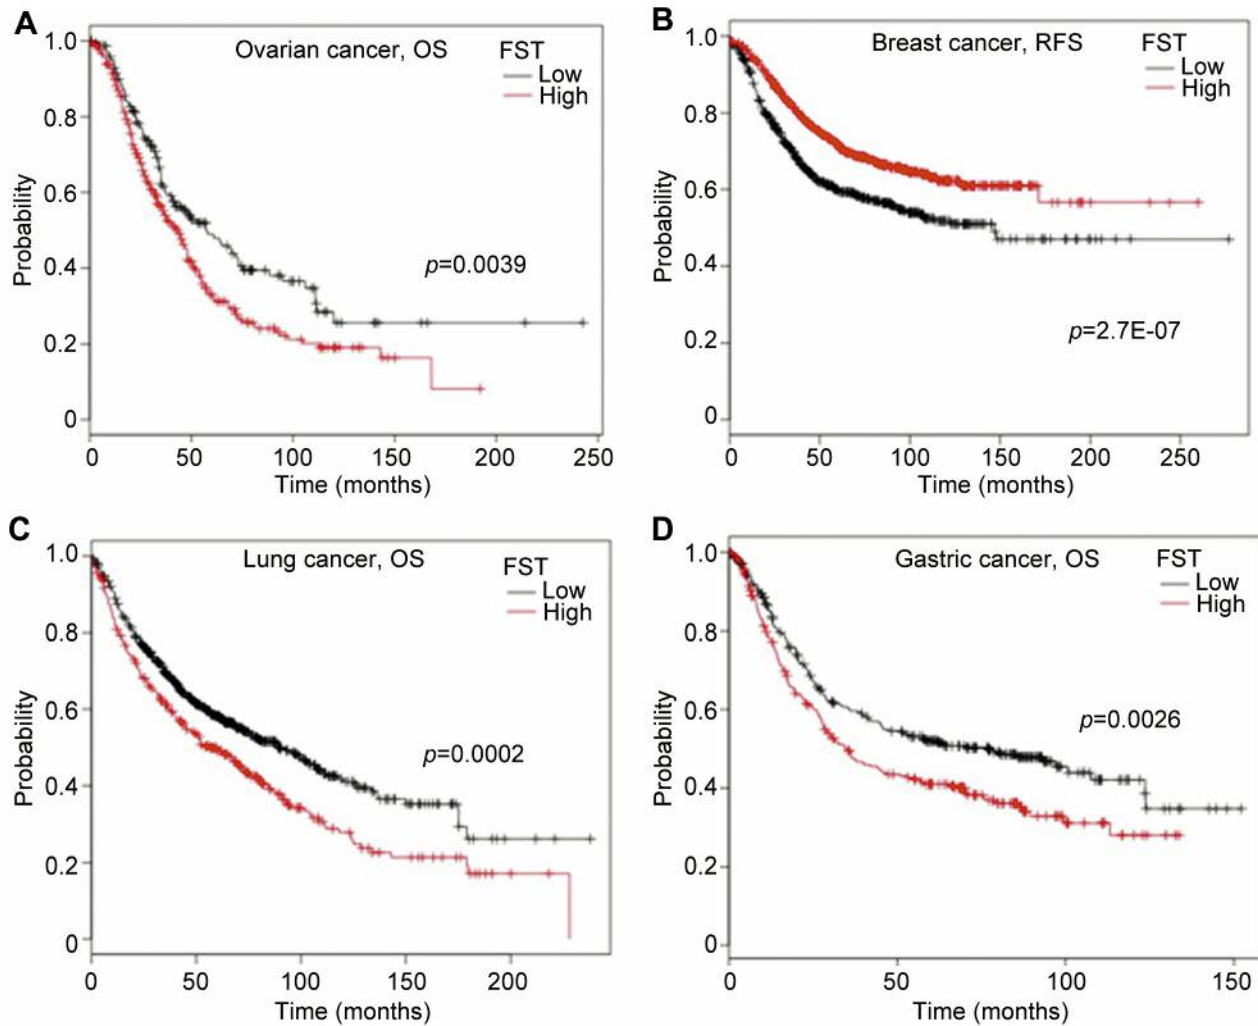 A
Ovarian cancer, OS
FST
Low
High
p=0.0039
Probability
1.0
0.8
0.6
0.4
0.2
0
0 50 100 150 200 250
Time (months)
B
Breast cancer, RFS
FST
Low
High
p=2.7E-07
Probability
1.0
0.8
0.6
0.4
0.2
0
0 50 100 150 200 250
Time (months)
C
Lung cancer, OS
FST
Low
High
p=0.0002
Probability
1.0
0.8
0.6
0.4
0.2
0
0 50 100 150 200
Time (months)
D
Gastric cancer, OS
FST
Low
High
p=0.0026
Probability
1.0
0.8
0.6
0.4
0.2
0
0 50 100 150
Time (months)